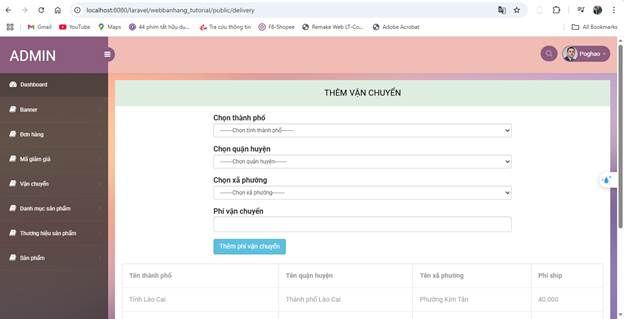 localhost:8080/laravel/webbanhang_tutorial/public/delivery
Gmail
YouTube
Maps
44 phím tắt hữu dụ...
Tra cứu thông tin
F8-Shopee
Remake Web LT-Co...
Adobe Acrobat
All Bookmarks
ADMIN
Poghao
Dashboard
Banner
Đơn hàng
Mã giảm giá
Vận chuyển
Danh mục sản phẩm
Thương hiệu sản phẩm
Sản phẩm
THÊM VẬN CHUYỂN
Chọn thành phố
-------Chọn tỉnh thành phố-------
Chọn quận huyện
-------Chọn quận huyện-------
Chọn xã phường
-------Chọn xã phường-------
Phí vận chuyển
Thêm phí vận chuyển
Tên thành phố Tên quận huyện Tên xã phường Phí ship
Tỉnh Lào Cai Thành phố Lào Cai Phường Kim Tân 40.000